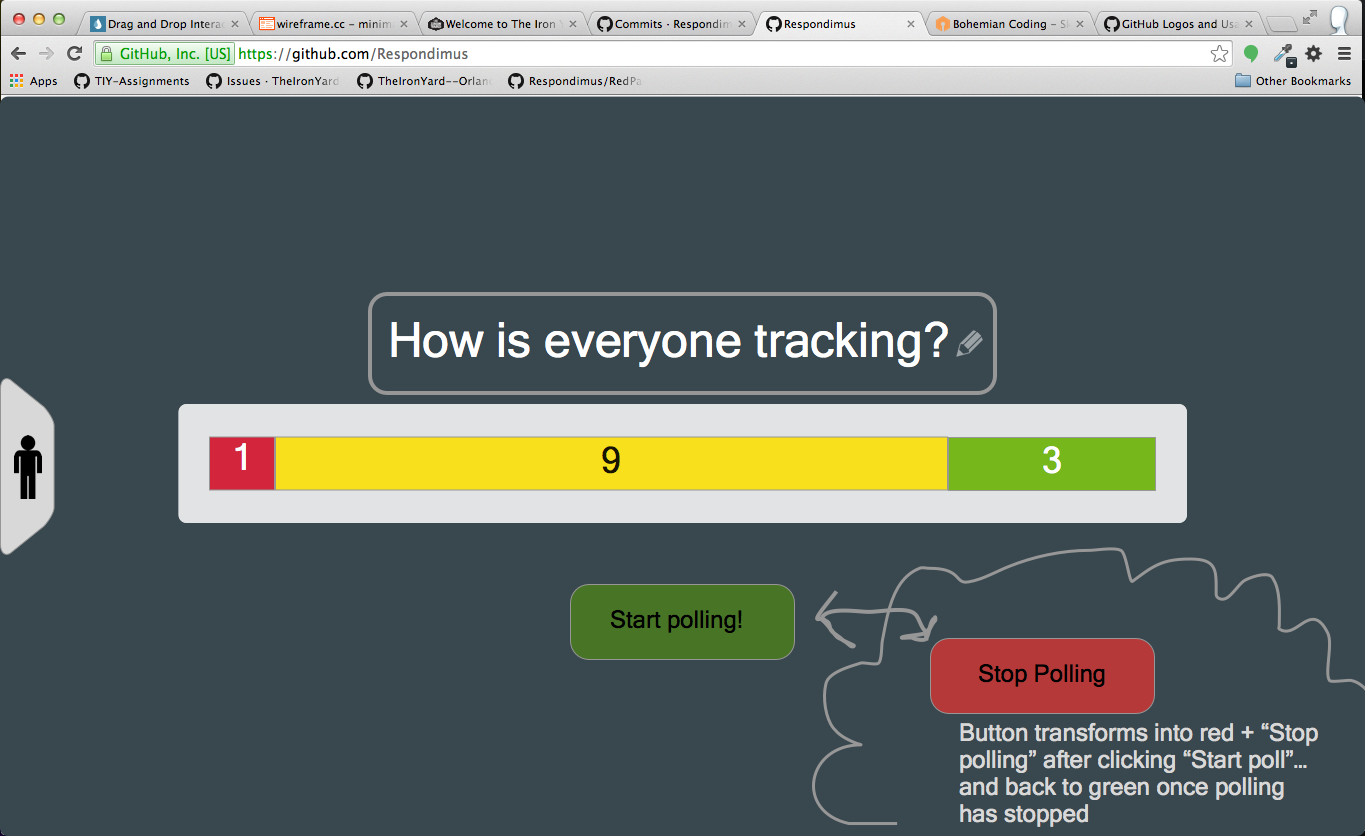 Drag and Drop Intera
wireframe.cc – minim
Welcome to The Iron
Commits · Respondim
Respondimus
Bohemian Coding – S
GitHub Logos and Usa
GitHub, Inc. [US] https://github.com/Respondimus
Apps TIY-Assignments Issues · TheIronYard TheIronYard--Orlan Respondimus/RedPa Other Bookmarks
How is everyone tracking?
1 9 3
Start polling!
Stop Polling
Button transforms into red + “Stop
polling” after clicking “Start poll”...
and back to green once polling
has stopped